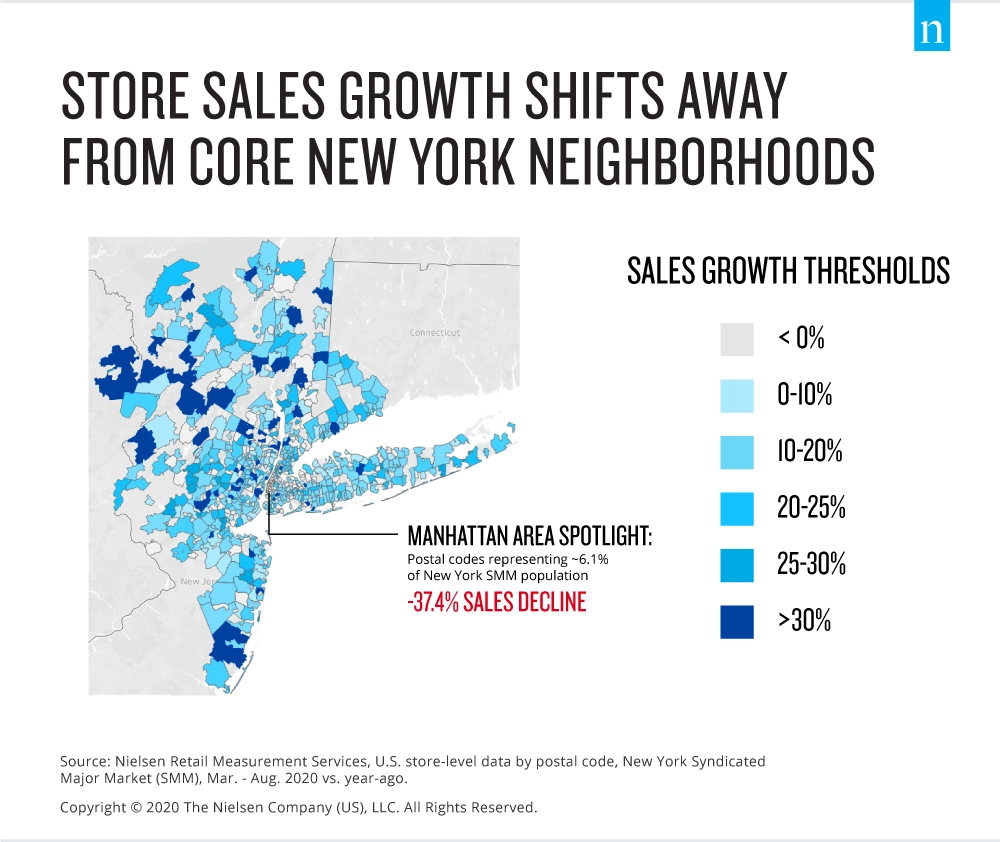 n
STORE SALES GROWTH SHIFTS AWAY
FROM CORE NEW YORK NEIGHBORHOODS
Connecticut
New Jer
MANHATTAN AREA SPOTLIGHT:
Postal codes representing ~6.1%
of New York SMM population
-37.4% SALES DECLINE
SALES GROWTH THRESHOLDS
< 0%
0-10%
10-20%
20-25%
25-30%
>30%
Source: Nielsen Retail Measurement Services, U.S. store-level data by postal code, New York Syndicated
Major Market (SMM), Mar. - Aug. 2020 vs. year-ago.
Copyright © 2020 The Nielsen Company (US), LLC. All Rights Reserved.